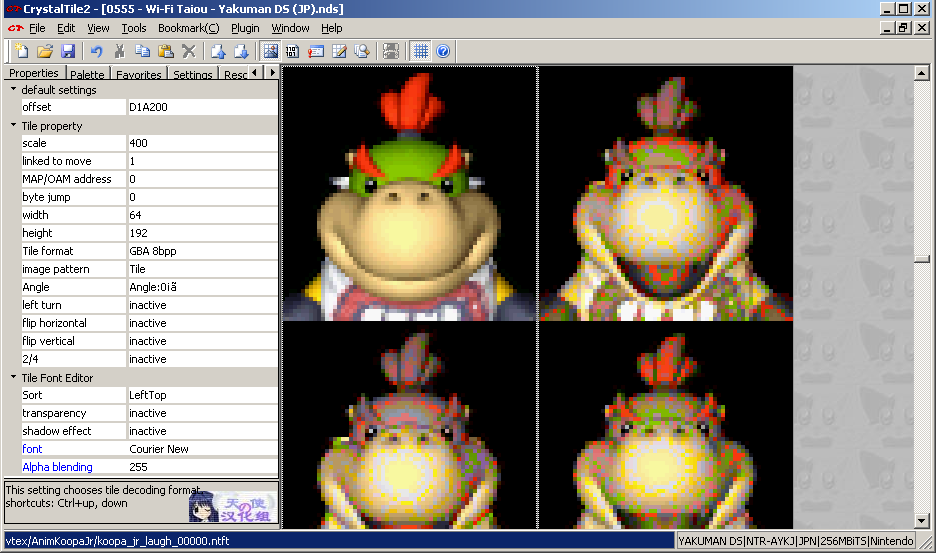 CrystalTile2 - [0555 - Wi-Fi Taiou - Yakuman DS (JP).nds]
File Edit View Tools Bookmark(C) Plugin Window Help
Properties Palette Favorites Settings Resc
default settings
offset D1A200
Tile property
scale 400
linked to move 1
MAP/OAM address 0
byte jump 0
width 64
height 192
Tile format GBA 8bpp
image pattern Tile
Angle Angle:0iã
left turn inactive
flip horizontal inactive
flip vertical inactive
2/4 inactive
Tile Font Editor
Sort LeftTop
transparency inactive
shadow effect inactive
font Courier New
Alpha blending 255
This setting chooses tile decoding format
shortcuts: Ctrl+up, down
天使
の
汉化组
vtex/AnimKoopaJr/koopa_jr_laugh_00000.ntft
YAKUMAN DS|NTR-AYKJ|JPN|256MBiTS|Nintendo